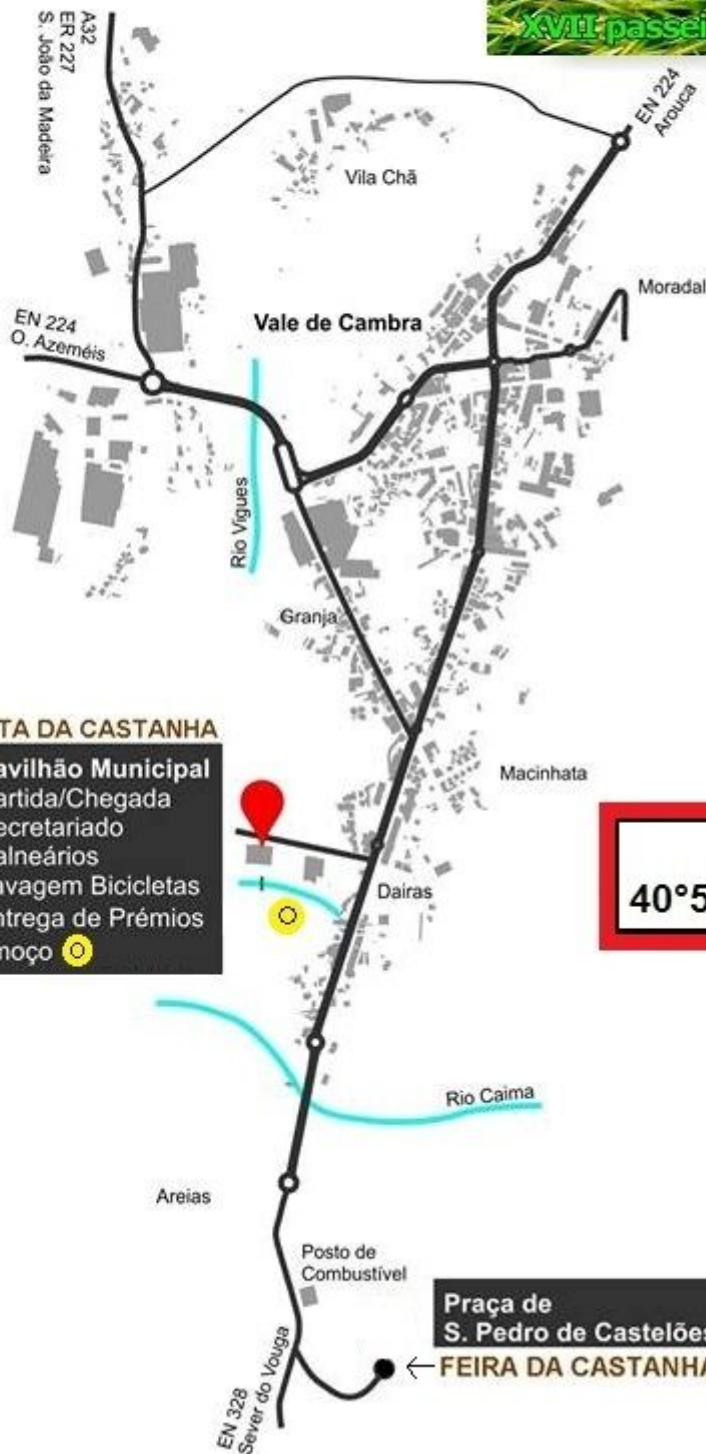 XVII passei
A32
ER 227
S. João da Madeira
EN 224
Arouca
Vila Chã
Moradal
Vale de Cambra
EN 224
O. Azeméis
Rio Vigues
Granja
TA DA CASTANHA
avilhão Municipal
artida/Chegada
ecretariado
alneários
avagem Bicicletas
ntrega de Prémios
moço
Macinhata
40°5
Dairas
Rio Caima
Areias
Posto de
Combustível
Praça de
S. Pedro de Castelões
FEIRA DA CASTANHA
EN 328
Sever do Vouga